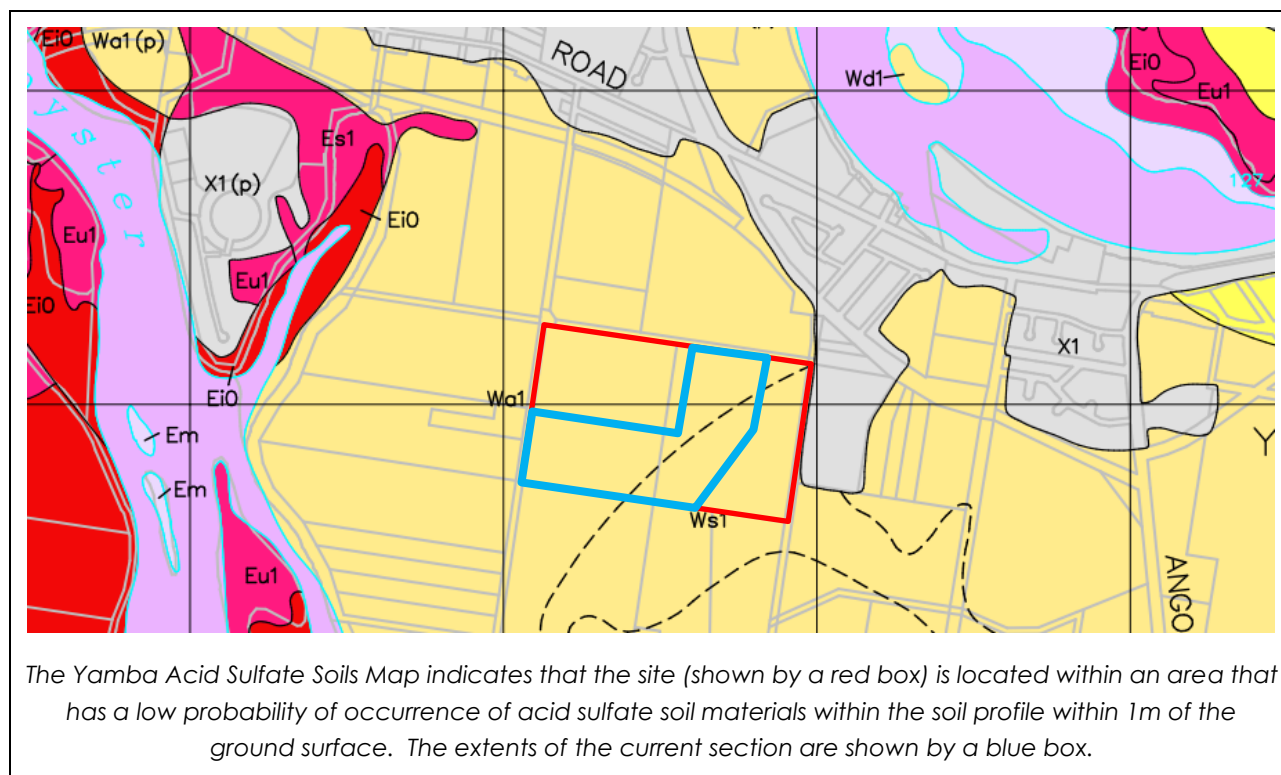 Ei0
Wa1(p)
ROAD
Wd1
Ei0
Eu1
yster
Es1
X1(p)
127
Eu1
Ei0
Eu1
Ei0
X1
Ei0
Wa1
Em
Y
Em
Ws1
Eu1
ANGO
The Yamba Acid Sulfate Soils Map indicates that the site (shown by a red box) is located within an area that
has a low probability of occurrence of acid sulfate soil materials within the soil profile within 1m of the
ground surface.  The extents of the current section are shown by a blue box.